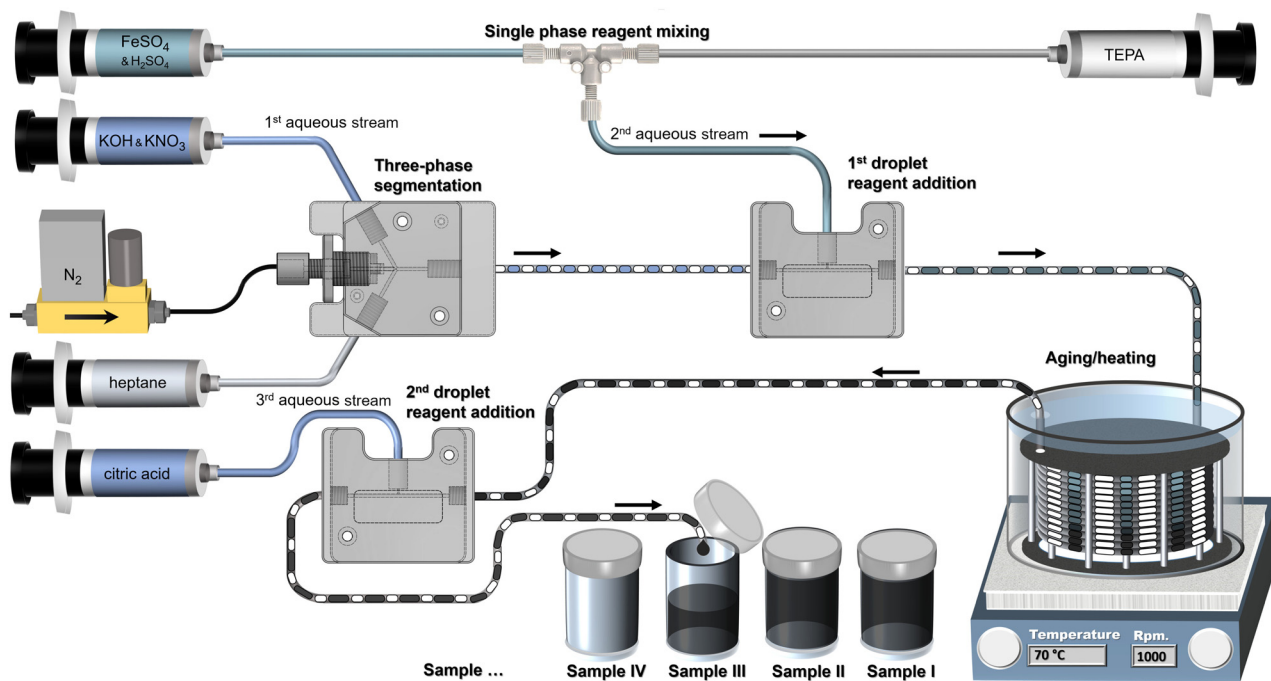 FeSO₄
& H₂SO₄
Single phase reagent mixing
TEPA
KOH & KNO₃
1ˢᵗ aqueous stream
2ⁿᵈ aqueous stream
Three-phase
segmentation
1ˢᵗ droplet
reagent addition
N₂
heptane
Aging/heating
3ʳᵈ aqueous stream
2ⁿᵈ droplet
reagent addition
citric acid
Temperature
Rpm.
70 °C
1000
Sample ...
Sample IV
Sample III
Sample II
Sample I